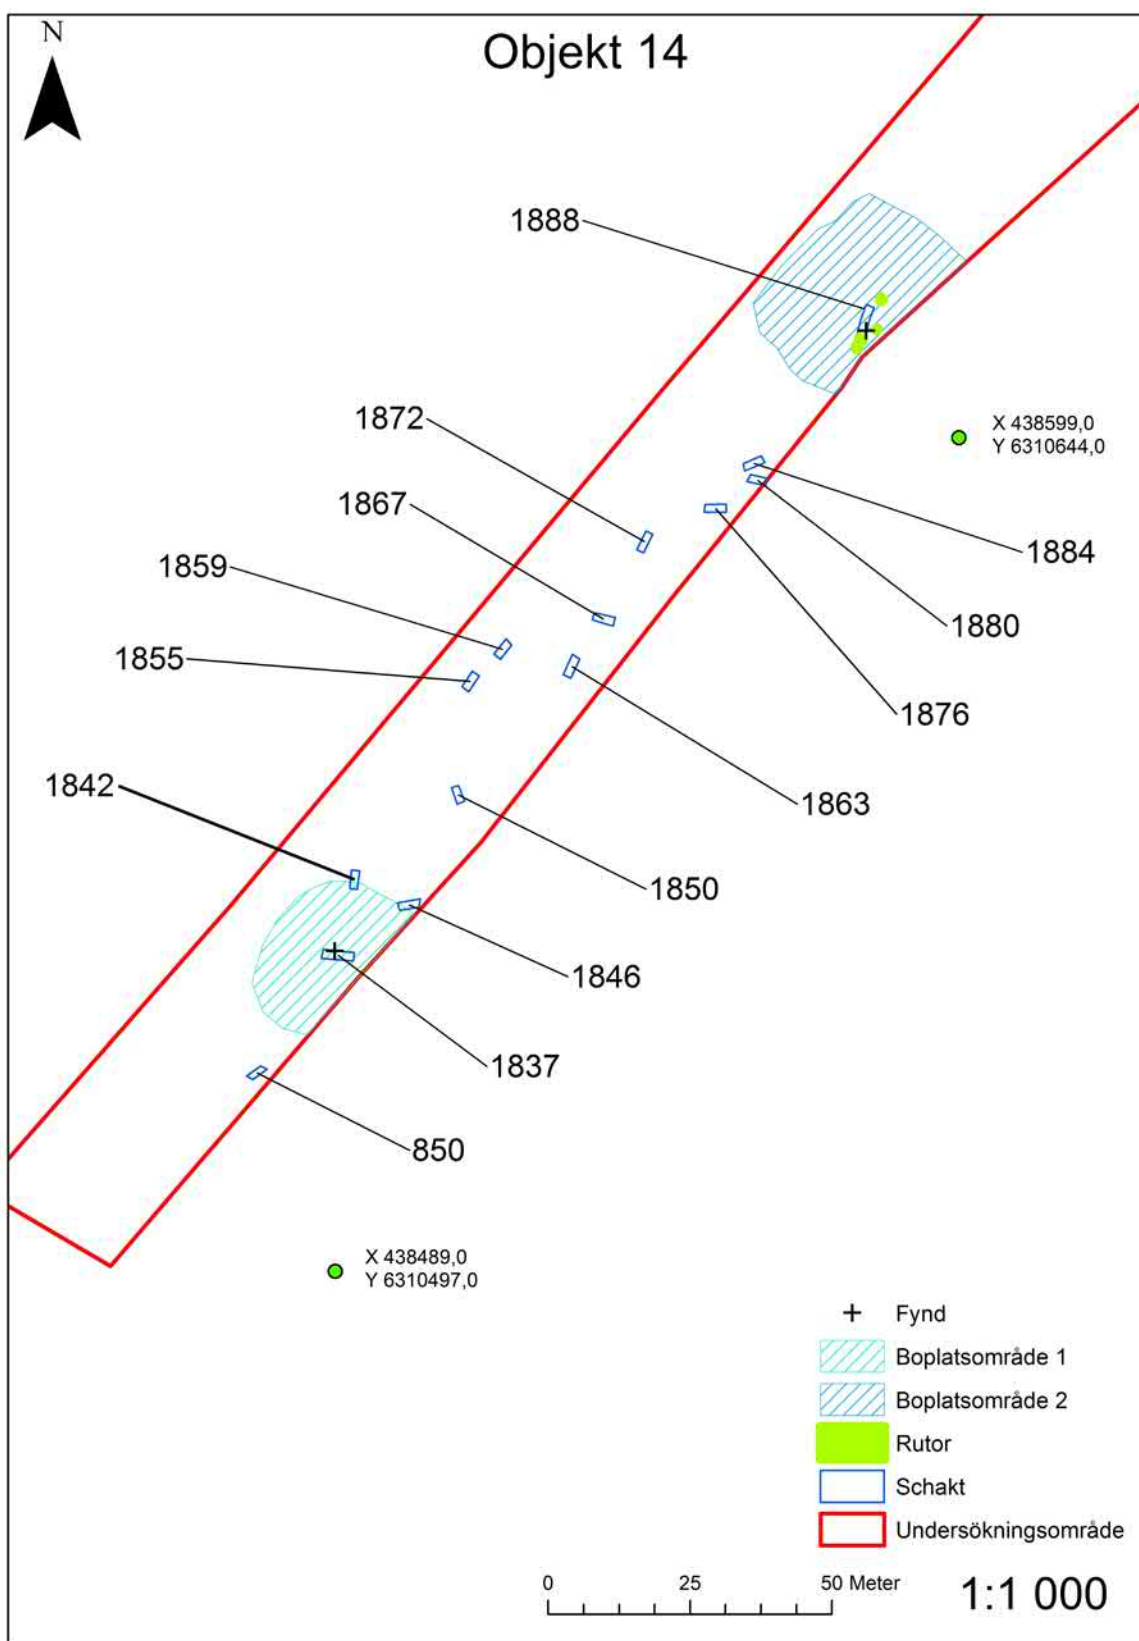 N
Objekt 14
1888
1872
X 438599,0
Y 6310644,0
1867
1884
1859
1880
1855
1876
1842
1863
1850
1846
1837
850
X 438489,0
Y 6310497,0
Fynd
Boplatsområde 1
Boplatsområde 2
Rutor
Schakt
Undersökningsområde
0 25 50 Meter
1:1 000